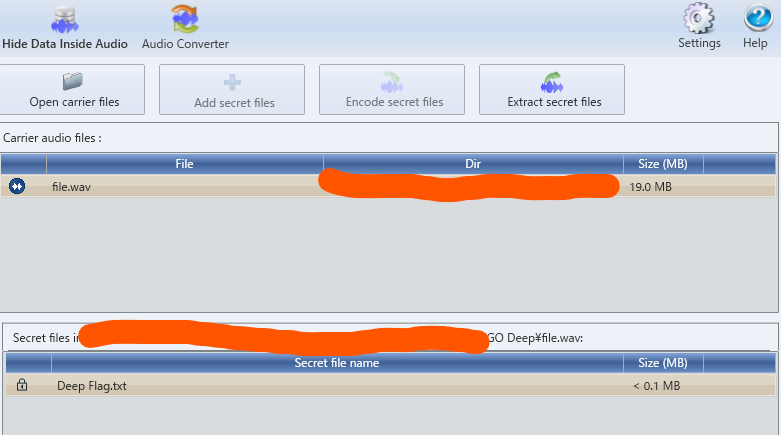 Hide Data Inside Audio Audio Converter Settings Help
Open carrier files Add secret files Encode secret files Extract secret files
Carrier audio files :
File Dir Size (MB)
file.wav 19.0 MB
Secret files in GO Deep¥file.wav:
Secret file name Size (MB)
Deep Flag.txt < 0.1 MB